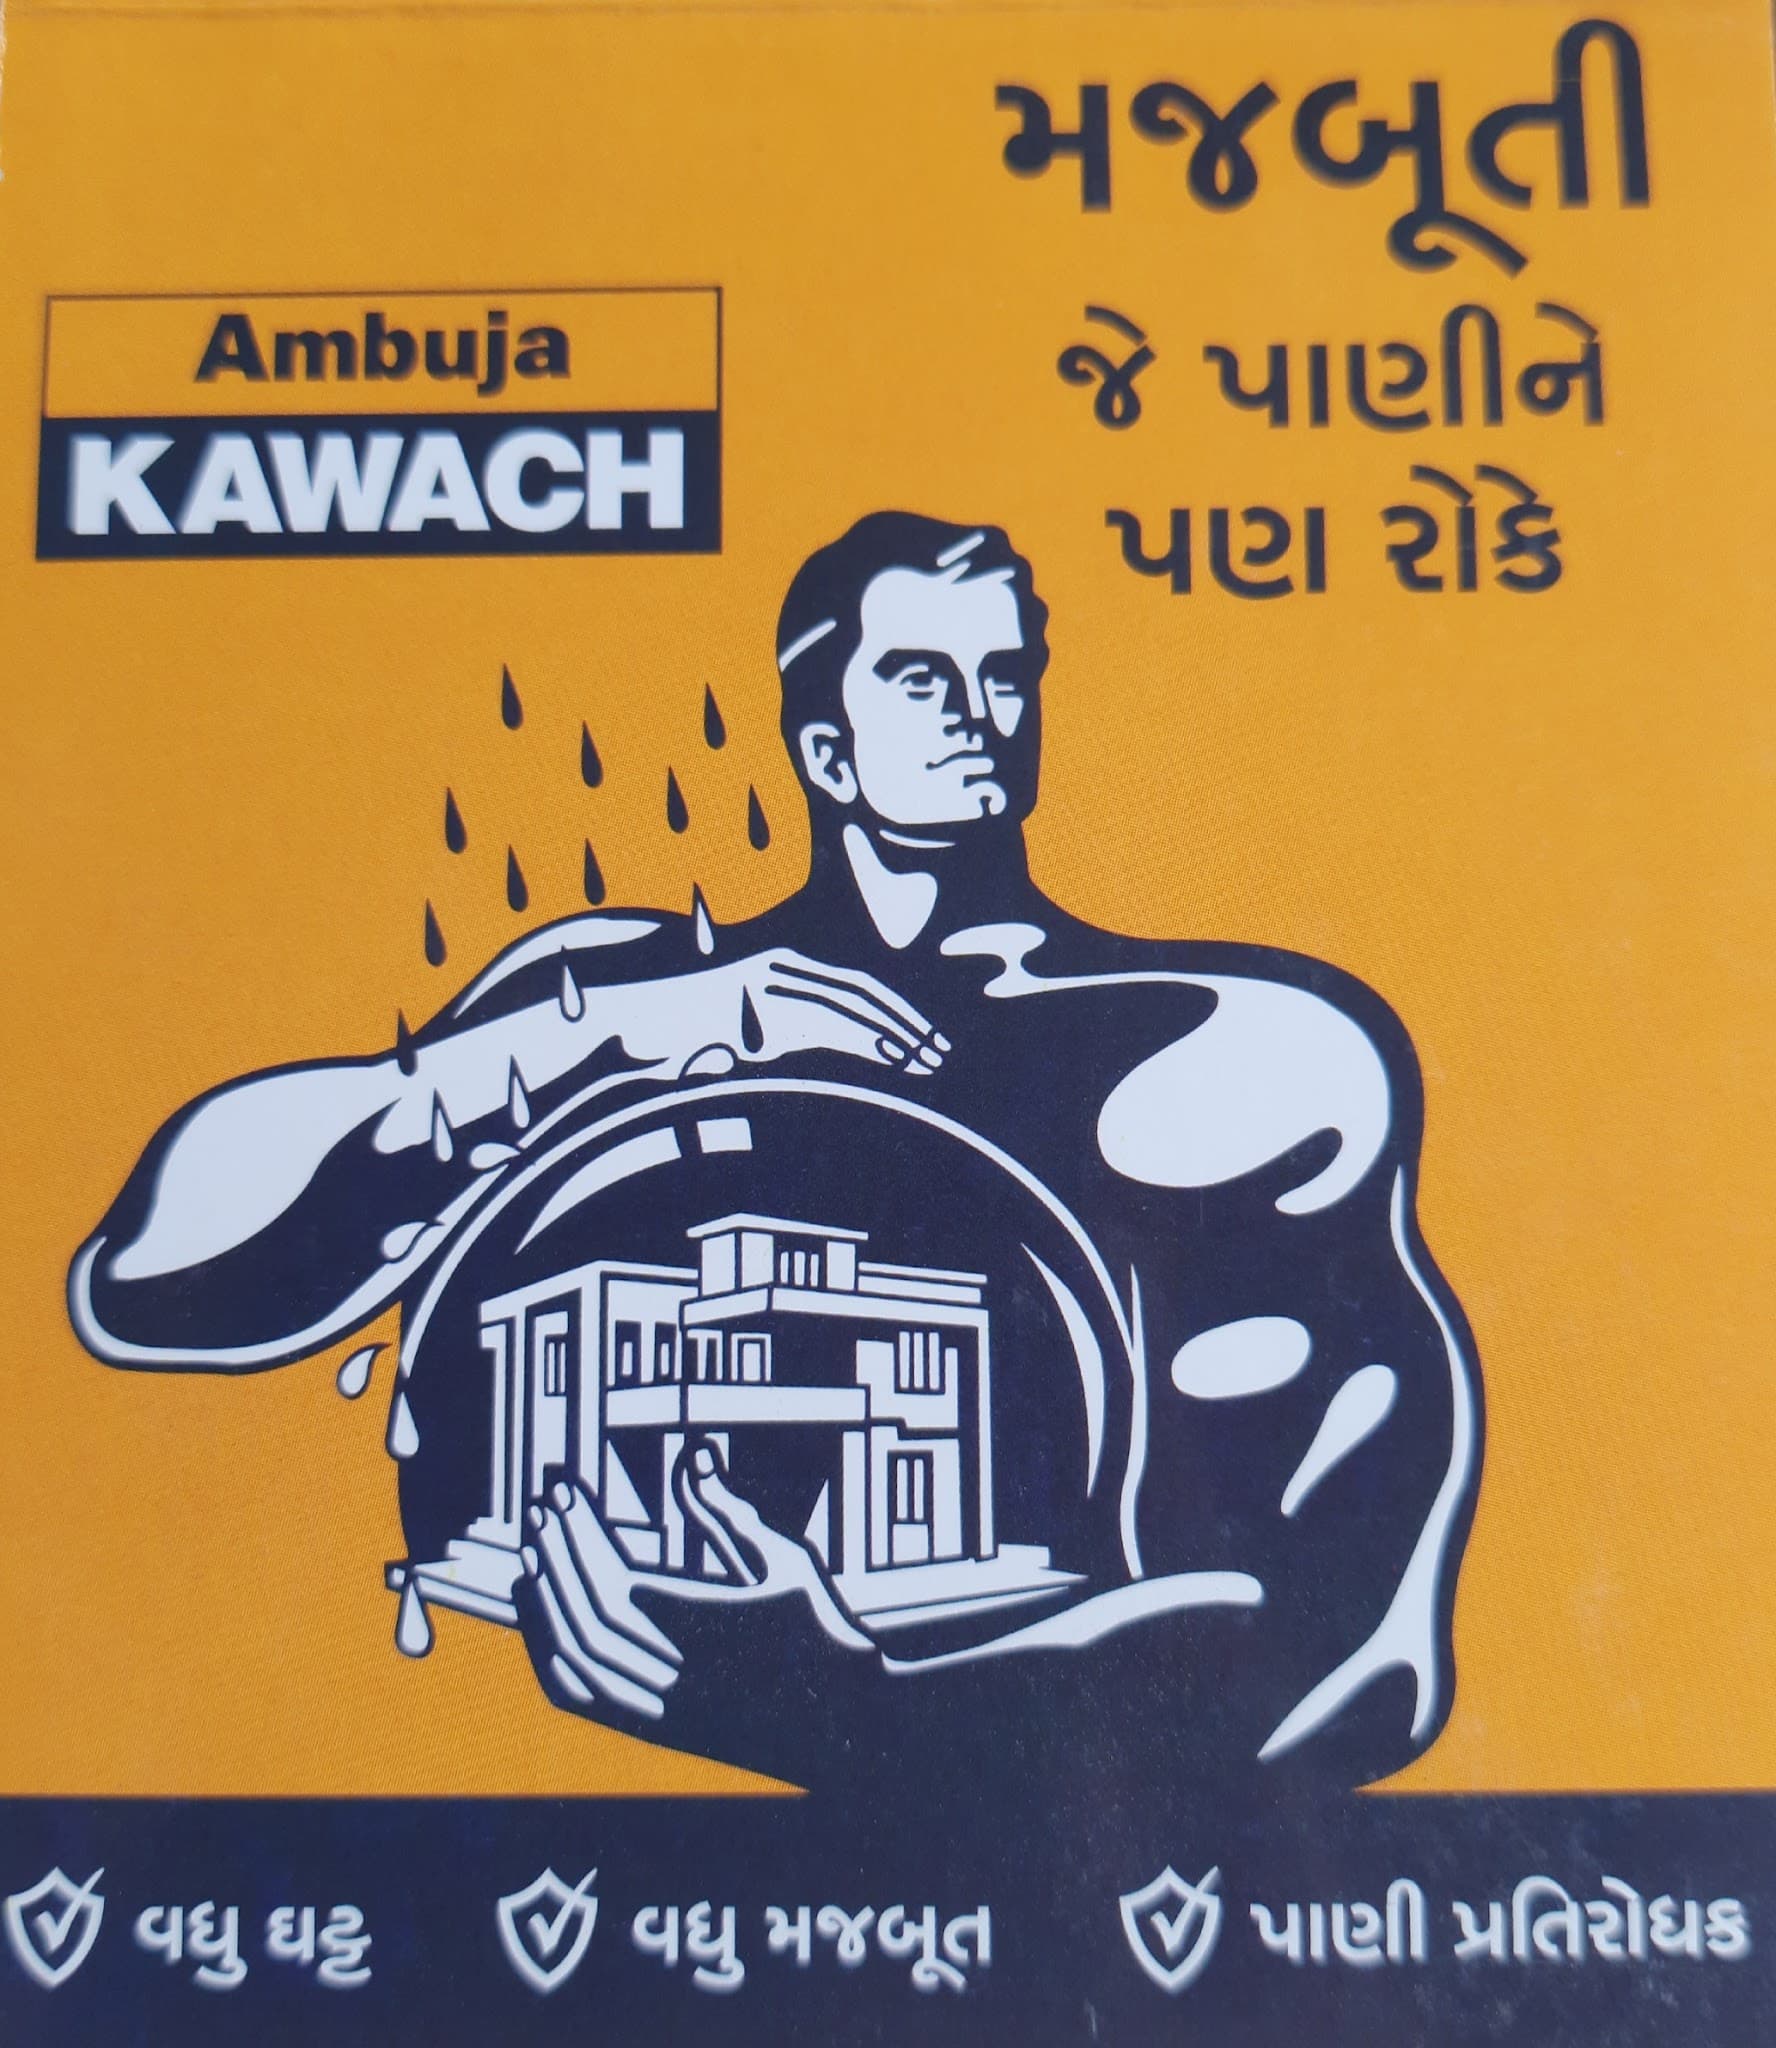 મજબૂતી
જે પાણીને
પણ રોકે
Ambuja
KAWACH
વધુ ઘટ્ટ
વધુ મજબૂત
પાણી પ્રતિરોધક